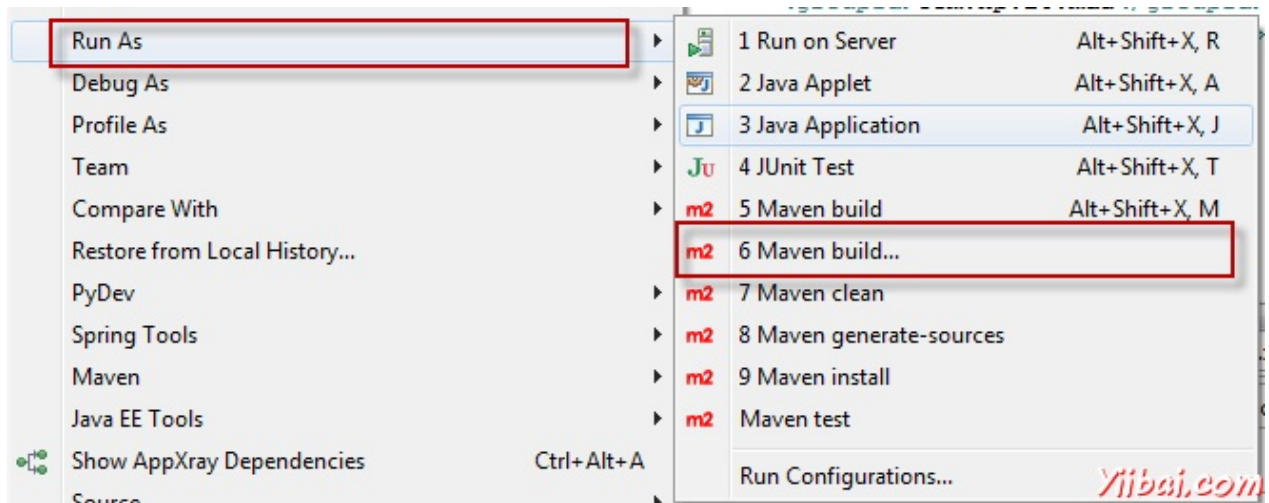 Run As
Debug As
Profile As
Team
Compare With
Restore from Local History...
PyDev
Spring Tools
Maven
Java EE Tools
Show AppXray Dependencies Ctrl+Alt+A
Source
1 Run on Server Alt+Shift+X, R
2 Java Applet Alt+Shift+X, A
3 Java Application Alt+Shift+X, J
JU 4 JUnit Test Alt+Shift+X, T
m2 5 Maven build Alt+Shift+X, M
m2 6 Maven build...
m2 7 Maven clean
m2 8 Maven generate-sources
m2 9 Maven install
m2 Maven test
Run Configurations...
Yiibai.com